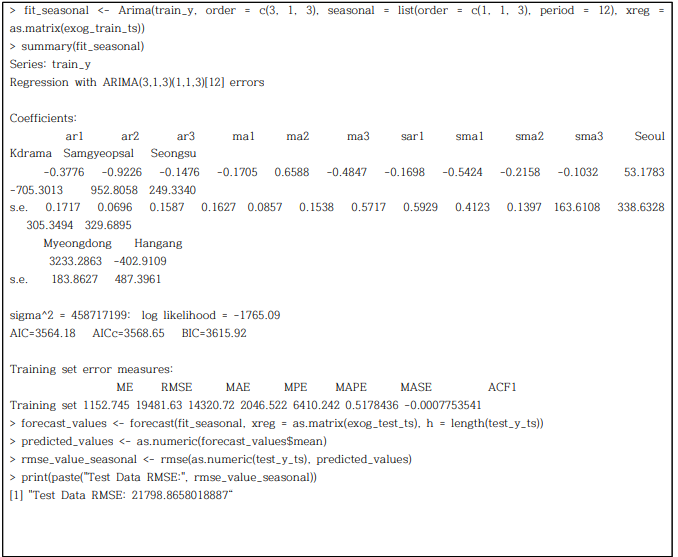 > fit_seasonal <- Arima(train_y, order = c(3, 1, 3), seasonal = list(order = c(1, 1, 3), period = 12), xreg =
as.matrix(exog_train_ts))
> summary(fit_seasonal)
Series: train_y
Regression with ARIMA(3,1,3)(1,1,3)[12] errors
Coefficients:
ar1 ar2 ar3 ma1 ma2 ma3 sar1 sma1 sma2 sma3 Seoul
Kdrama Samgyeopsal Seongsu
-0.3776 -0.9226 -0.1476 -0.1705 0.6588 -0.4847 -0.1698 -0.5424 -0.2158 -0.1032 53.1783
-705.3013 952.8058 249.3340
s.e. 0.1717 0.0696 0.1587 0.1627 0.0857 0.1538 0.5717 0.5929 0.4123 0.1397 163.6108 338.6328
305.3494 329.6895
Myeongdong Hangang
3233.2863 -402.9109
s.e. 183.8627 487.3961
sigma^2 = 458717199: log likelihood = -1765.09
AIC=3564.18 AICc=3568.65 BIC=3615.92
Training set error measures:
ME RMSE MAE MPE MAPE MASE ACF1
Training set 1152.745 19481.63 14320.72 2046.522 6410.242 0.5178436 -0.0007753541
> forecast_values <- forecast(fit_seasonal, xreg = as.matrix(exog_test_ts), h = length(test_y_ts))
> predicted_values <- as.numeric(forecast_values$mean)
> rmse_value_seasonal <- rmse(as.numeric(test_y_ts), predicted_values)
> print(paste("Test Data RMSE:", rmse_value_seasonal))
[1] "Test Data RMSE: 21798.8658018887“